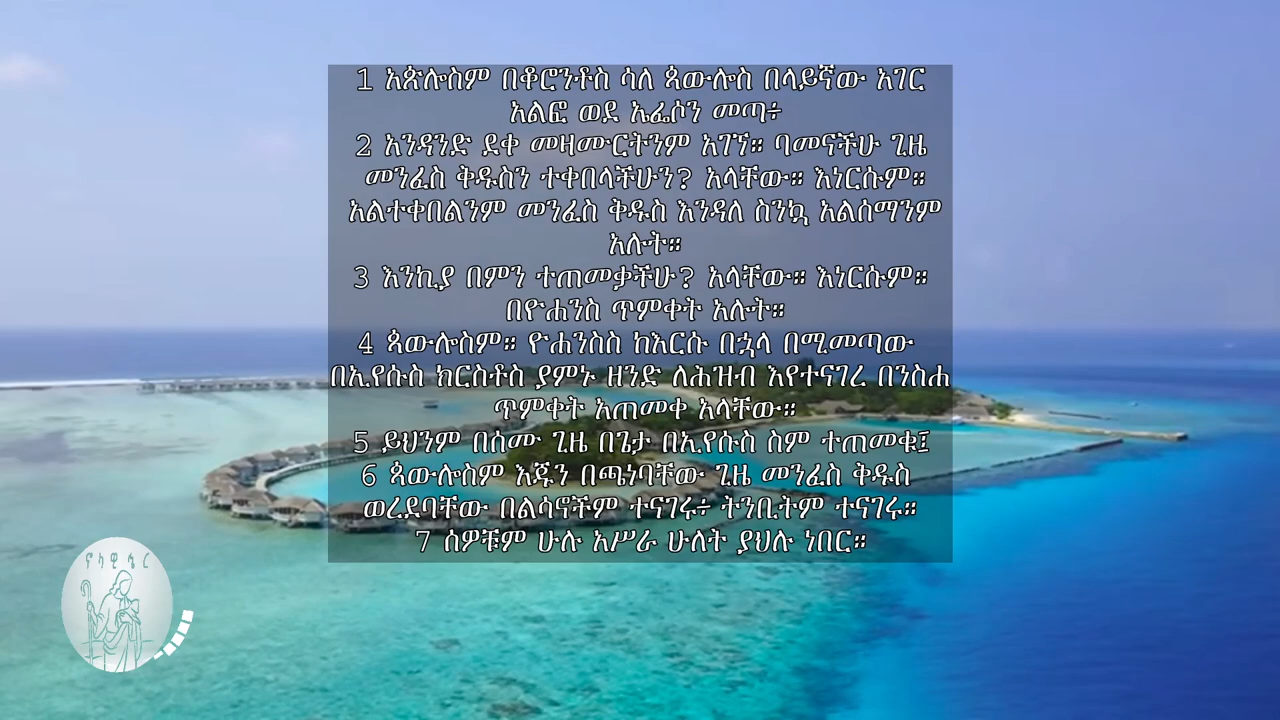 1 አጵሎስም በቆሮንቶስ ሳለ ጳውሎስ በላይኛው አገር
አልፎ ወደ ኤፌሶን መጣ፥
2 አንዳንድ ደቀ መዛሙርትንም አገኘ። ባመናችሁ ጊዜ
መንፈስ ቅዱስን ተቀበላችሁን? አላቸው። እነርሱም።
አልተቀበልንም መንፈስ ቅዱስ እንዳለ ስንኳ አልሰማንም
አሉት።
3 እንኪያ በምን ተጠመቃችሁ? አላቸው። እነርሱም።
በዮሐንስ ጥምቀት አሉት።
4 ጳውሎስም። ዮሐንስስ ከእርሱ በኋላ በሚመጣው
በኢየሱስ ክርስቶስ ያምኑ ዘንድ ለሕዝብ እየተናገረ በንስሐ
ጥምቀት አጠመቀ አላቸው።
5 ይህንም በሰሙ ጊዜ በጌታ በኢየሱስ ስም ተጠመቁ፤
6 ጳውሎስም እጁን በጫነባቸው ጊዜ መንፈስ ቅዱስ
ወረደባቸው በልሳኖችም ተናገሩ፥ ትንቢትም ተናገሩ።
7 ሰዎቹም ሁሉ አሥራ ሁለት ያህሉ ነበር።